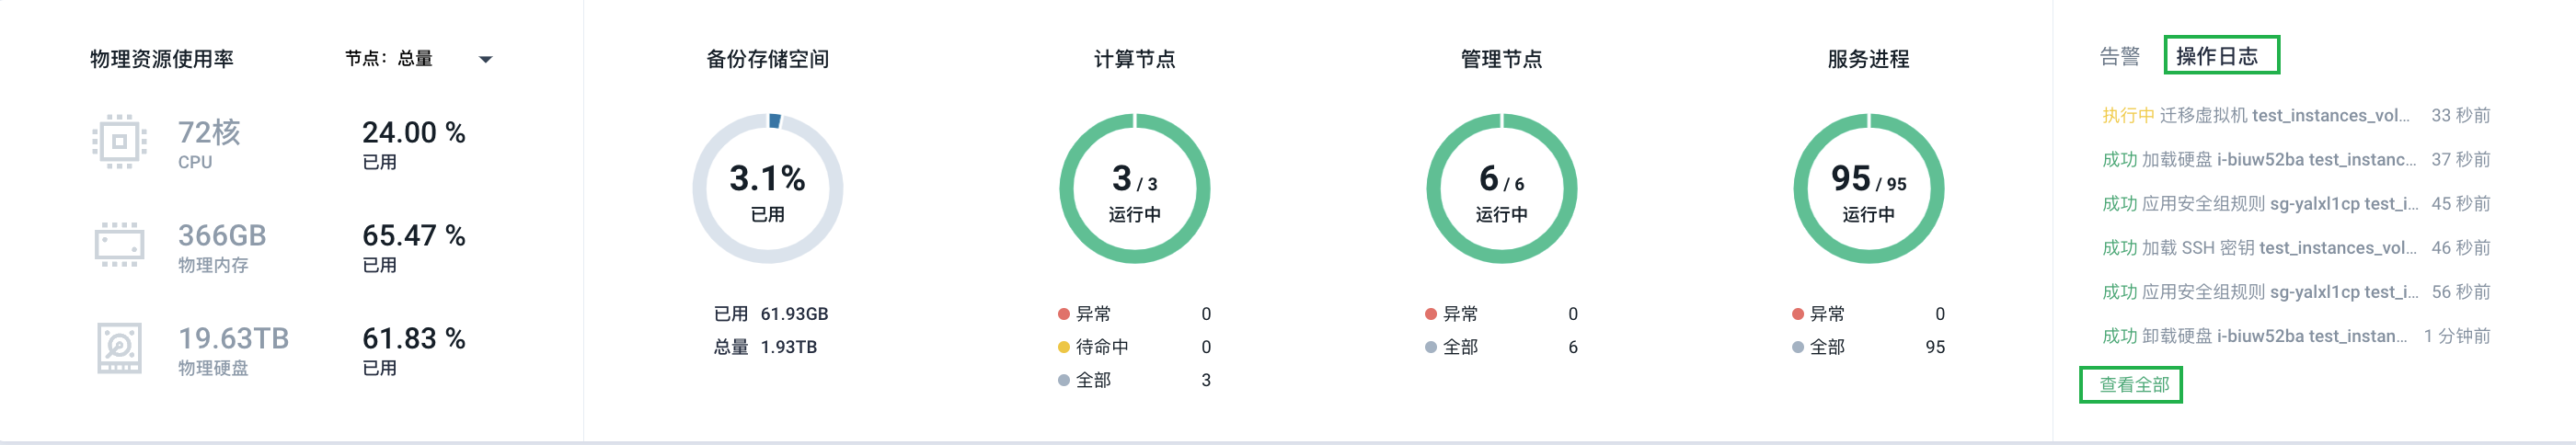 物理资源使用率
节点：总量
72核
CPU
24.00 %
已用
366GB
物理内存
65.47 %
已用
19.63TB
物理硬盘
61.83 %
已用
备份存储空间
3.1%
已用
已用 61.93GB
总量 1.93TB
计算节点
3 / 3
运行中
异常 0
待命中 0
全部 3
管理节点
6 / 6
运行中
异常 0
全部 6
服务进程
95 / 95
运行中
异常 0
全部 95
告警 操作日志
执行中 迁移虚拟机 test_instances_vol... 33 秒前
成功 加载硬盘 i-biuw52ba test_instanc... 37 秒前
成功 应用安全组规则 sg-yalxl1cp test_i... 45 秒前
成功 加载 SSH 密钥 test_instances_vol... 46 秒前
成功 应用安全组规则 sg-yalxl1cp test_i... 56 秒前
成功 卸载硬盘 i-biuw52ba test_instan... 1 分钟前
查看全部